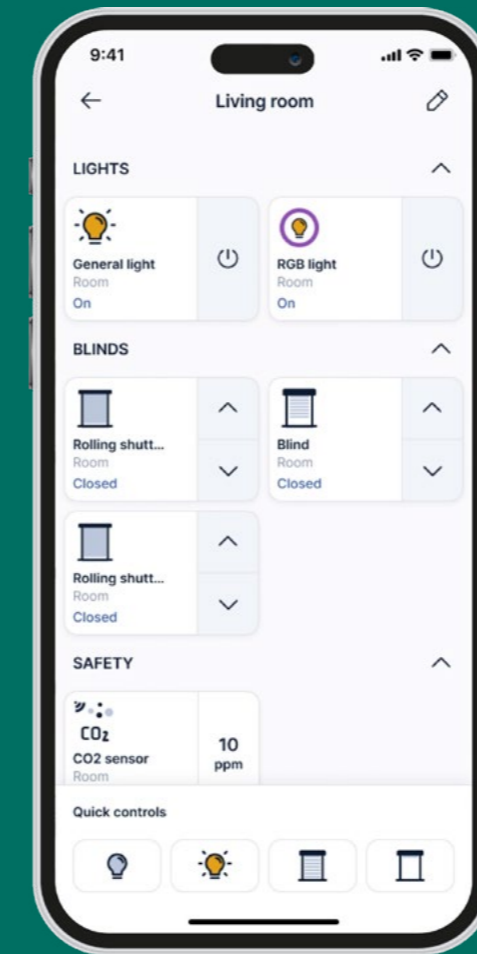 9:41
Living room
LIGHTS
General light
Room
On
RGB light
Room
On
BLINDS
Rolling shutt...
Room
Closed
Blind
Room
Closed
Rolling shutt...
Room
Closed
SAFETY
CO₂
CO2 sensor
Room
10
ppm
Quick controls